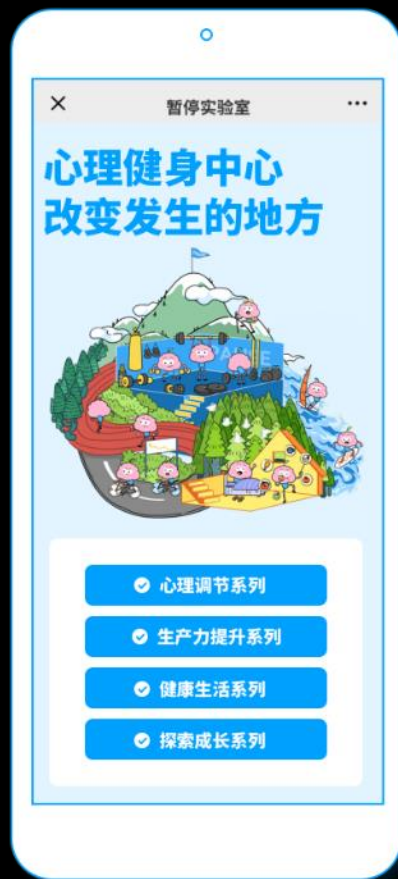 暂停实验室
心理健身中心
改变发生的地方
心理调节系列
生产力提升系列
健康生活系列
探索成长系列